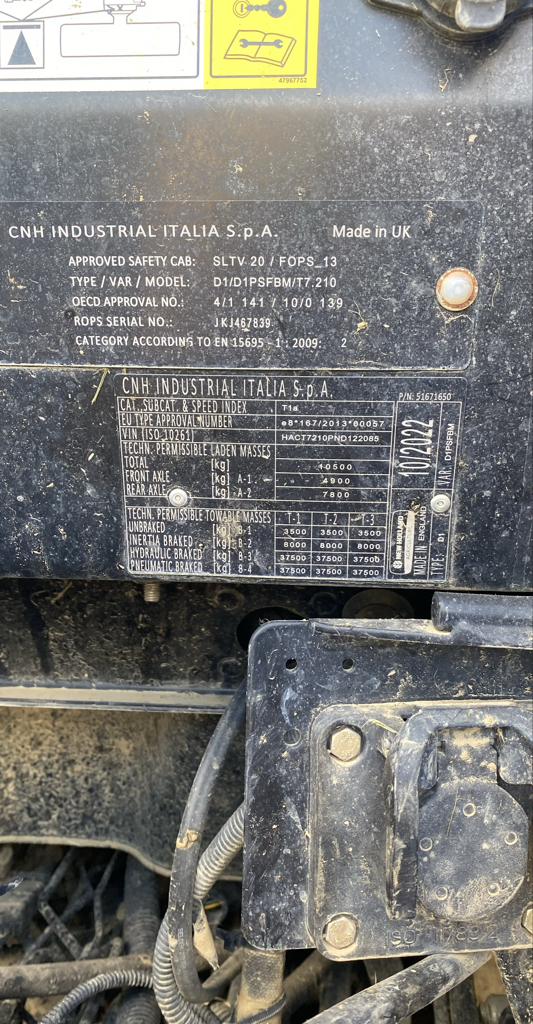 47967752
CNH INDUSTRIAL ITALIA S.p.A. Made in UK
APPROVED SAFETY CAB: SLTV 20 / FOPS_13
TYPE / VAR / MODEL: D1/D1PSFBM/T7.210
OECD APPROVAL NO.: 4/1 141 / 10/0 139
ROPS SERIAL NO.: JKJ467839
CATEGORY ACCORDING TO EN 15695 - 1 : 2009: 2
CNH INDUSTRIAL ITALIA S.p.A.
P/N: 51671650
CAT.,SUBCAT. & SPEED INDEX T1a
EU TYPE APPROVAL NUMBER e8*167/2013*00057
VIN (ISO 10261) HACT7210PND122085
TECHN. PERMISSIBLE LADEN MASSES
TOTAL [kg] 10500
FRONT AXLE [kg] A-1 4900
REAR AXLE [kg] A-2 7800
TECHN. PERMISSIBLE TOWABLE MASSES T-1 T-2 T-3
UNBRAKED [kg] B-1 3500 3500 3500
INERTIA BRAKED [kg] B-2 8000 8000 8000
HYDRAULIC BRAKED [kg] B-3 37500 37500 37500
PNEUMATIC BRAKED [kg] B-4 37500 37500 37500
10/2022
VAR.: D1PSFBM
NEW HOLLAND
MADE IN ENGLAND
TYPE: D1